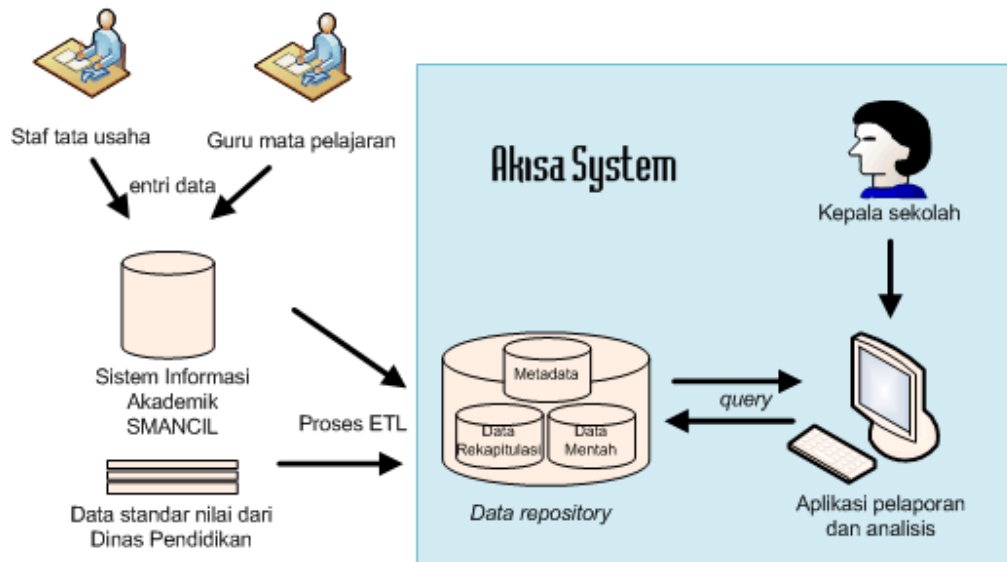 Staf tata usaha
Guru mata pelajaran
entri data
Sistem Informasi
Akademik
SMANCIL
Proses ETL
Data standar nilai dari
Dinas Pendidikan
Akisa System
Kepala sekolah
Metadata
Data
Rekapitulasi
Data
Mentah
Data repository
query
Aplikasi pelaporan
dan analisis